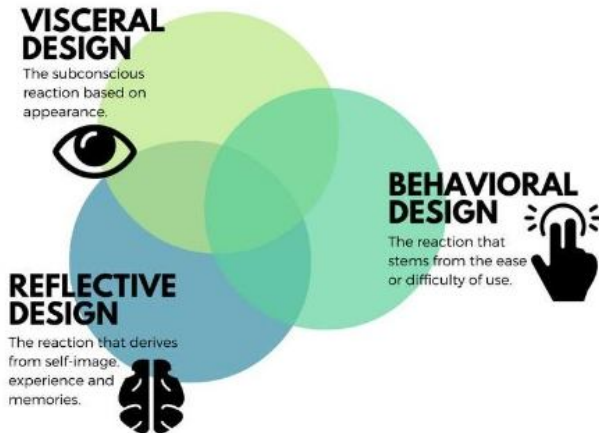 VISCERAL
DESIGN
The subconscious
reaction based on
appearance.
BEHAVIORAL
DESIGN
The reaction that
stems from the ease
or difficulty of use.
REFLECTIVE
DESIGN
The reaction that derives
from self-image,
experience and
memories.